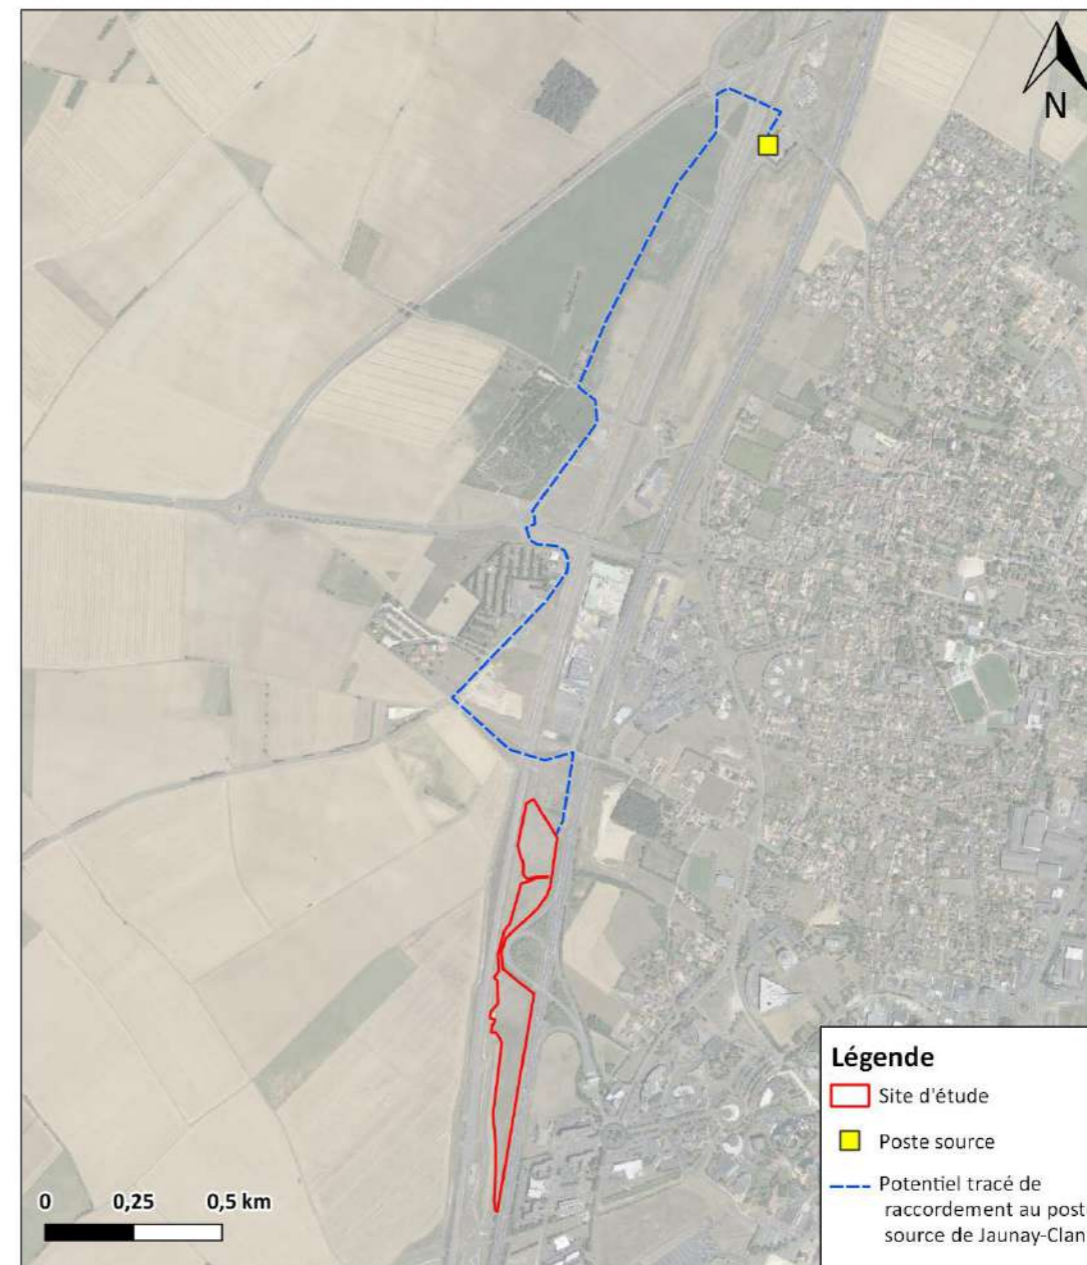 N
Légende
Site d'étude
Poste source
Potentiel tracé de
raccordement au post
source de Jaunay-Clan
0 0,25 0,5 km